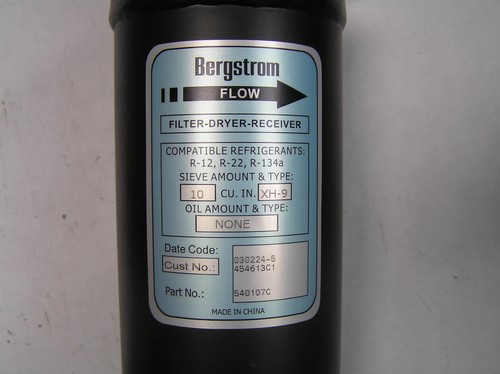 Bergstrom
FLOW
FILTER-DRYER-RECEIVER
COMPATIBLE REFRIGERANTS:
R-12, R-22, R-134a
SIEVE AMOUNT & TYPE:
10 CU. IN. XH-9
OIL AMOUNT & TYPE:
NONE
Date Code: 030224-5
Cust No.: 454613C1
Part No.: 540107C
MADE IN CHINA